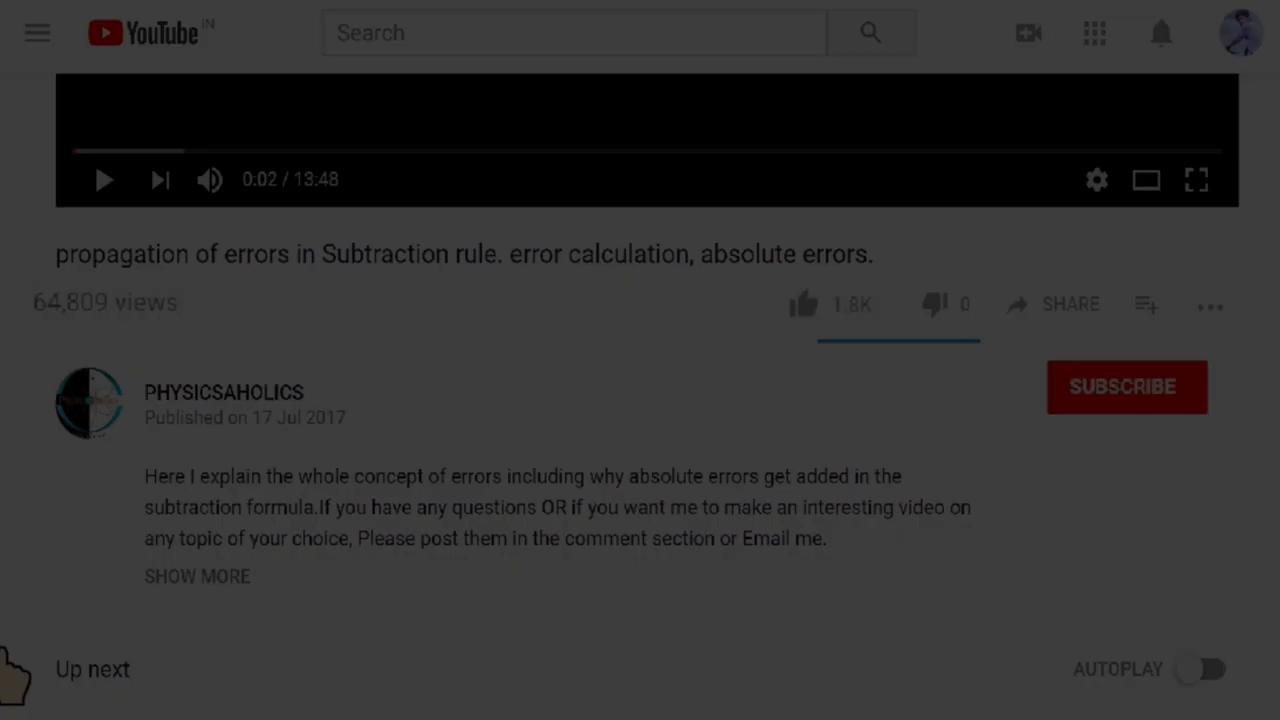 YouTube IN
Search
0:02 / 13:48
propagation of errors in Subtraction rule. error calculation, absolute errors.
64,809 views
1.8K
0
SHARE
PHYSICSAHOLICS
Published on 17 Jul 2017
SUBSCRIBE
Here I explain the whole concept of errors including why absolute errors get added in the
subtraction formula.If you have any questions OR if you want me to make an interesting video on
any topic of your choice, Please post them in the comment section or Email me.
SHOW MORE
Up next
AUTOPLAY